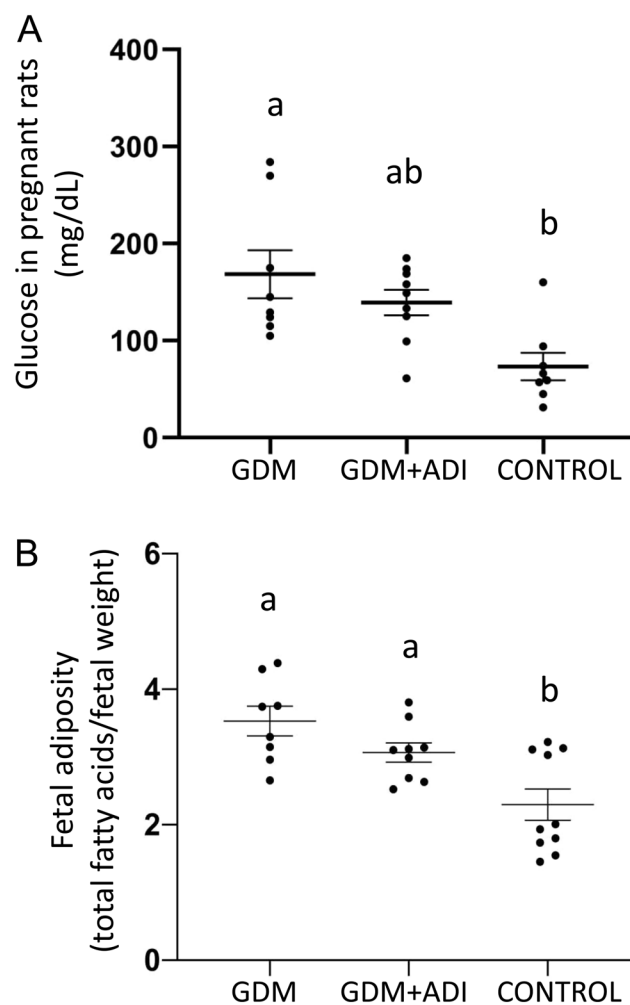 A
Glucose in pregnant rats
(mg/dL)
400
300
200
100
0
a
ab
b
GDM
GDM+ADI
CONTROL
B
Fetal adiposity
(total fatty acids/fetal weight)
6
4
2
0
a
a
b
GDM
GDM+ADI
CONTROL